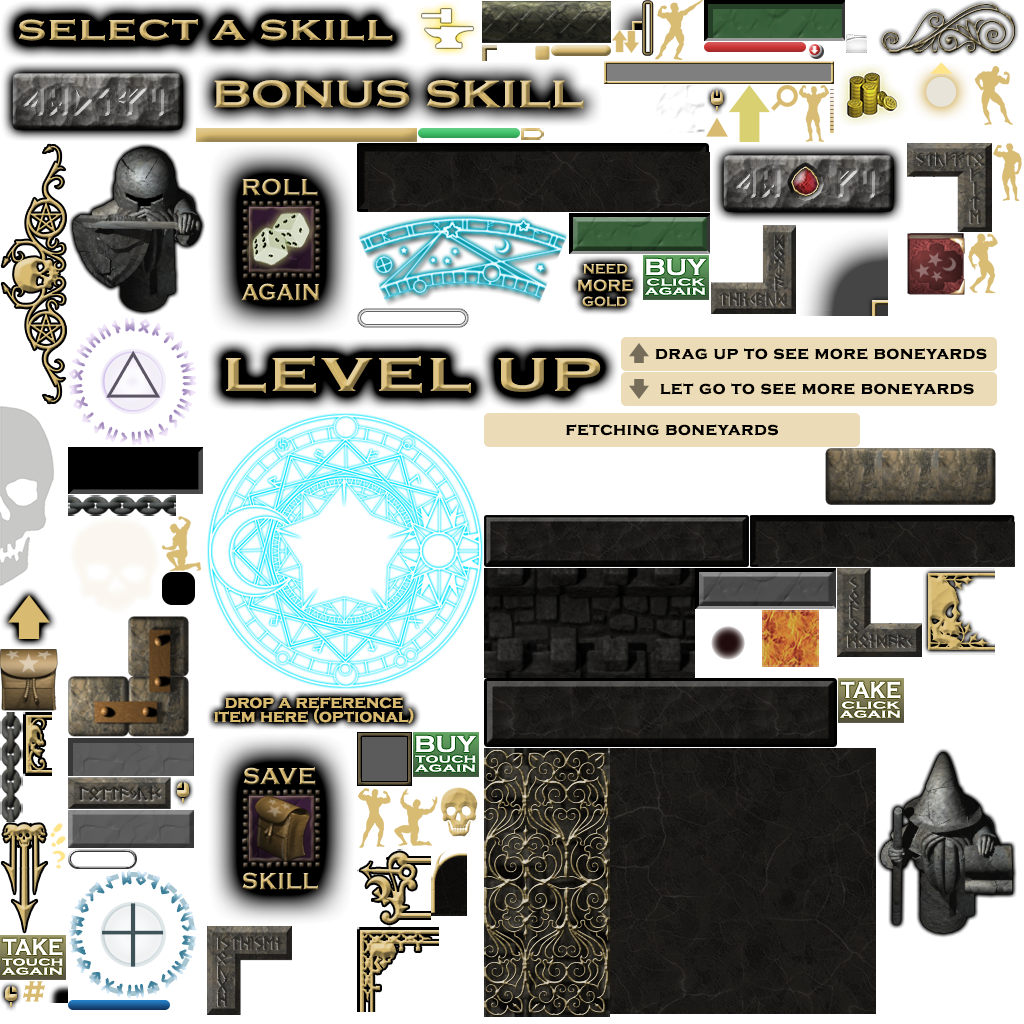 SELECT A SKILL
BONUS SKILL
ROLL
AGAIN
NEED
MORE
GOLD
BUY
CLICK
AGAIN
LEVEL UP
DRAG UP TO SEE MORE BONEYARDS
LET GO TO SEE MORE BONEYARDS
FETCHING BONEYARDS
DROP A REFERENCE
ITEM HERE (OPTIONAL)
TAKE
CLICK
AGAIN
BUY
TOUCH
AGAIN
SAVE
SKILL
TAKE
TOUCH
AGAIN
#